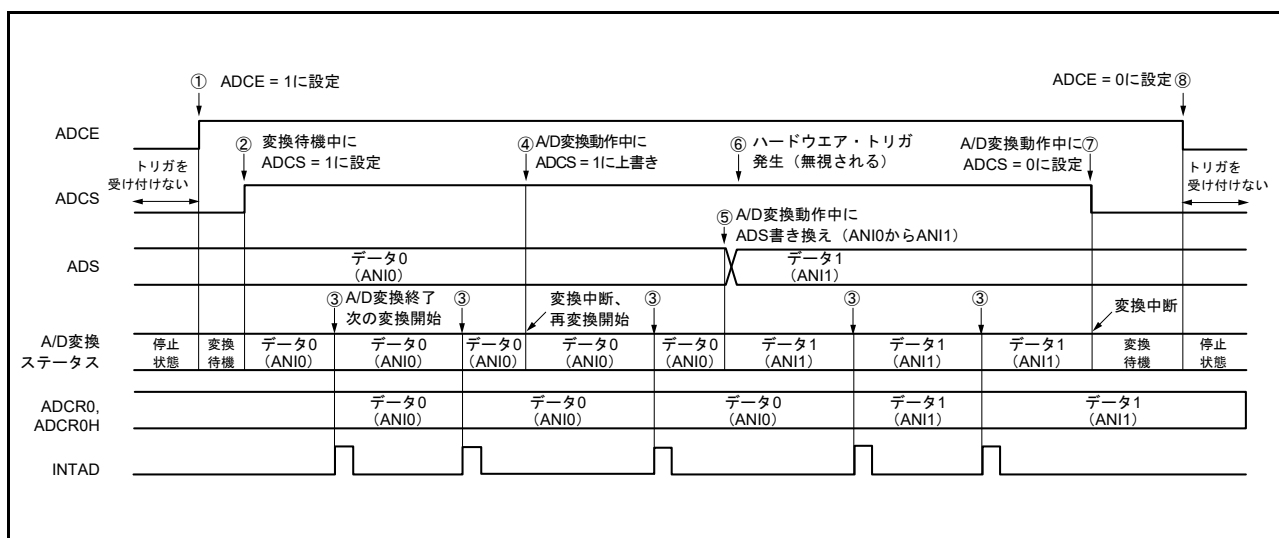 ① ADCE = 1に設定
ADCE = 0に設定 ⑧
ADCE
② 変換待機中に
ADCS = 1に設定
④ A/D変換動作中に
ADCS = 1に上書き
⑥ ハードウエア・トリガ
発生（無視される）
A/D変換動作中に ⑦
ADCS = 0に設定
トリガを
受け付けない
トリガを
受け付けない
ADCS
⑤ A/D変換動作中に
ADS書き換え（ANI0からANI1）
ADS
データ0
（ANI0）
データ1
（ANI1）
③ A/D変換終了
次の変換開始
③
変換中断、
再変換開始
③
③
③
変換中断
A/D変換
ステータス
停止
状態
変換
待機
データ0
（ANI0）
データ0
（ANI0）
データ0
（ANI0）
データ0
（ANI0）
データ0
（ANI0）
データ1
（ANI1）
データ1
（ANI1）
データ1
（ANI1）
変換
待機
停止
状態
ADCR0,
ADCR0H
データ0
（ANI0）
データ0
（ANI0）
データ0
（ANI0）
データ1
（ANI1）
データ1
（ANI1）
INTAD